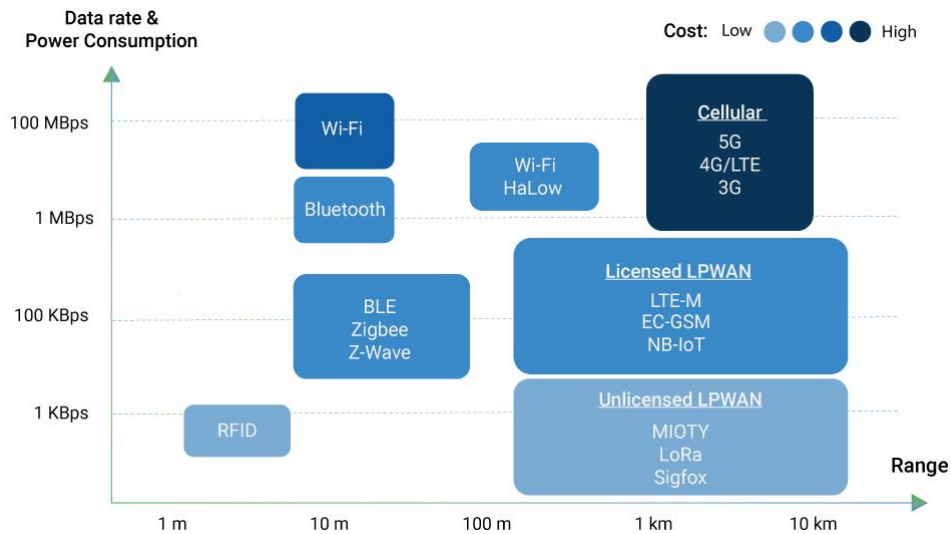 Data rate &
Power Consumption
Cost: Low High
100 MBps
1 MBps
100 KBps
1 KBps
Wi-Fi
Bluetooth
Wi-Fi
HaLow
Cellular
5G
4G/LTE
3G
BLE
Zigbee
Z-Wave
Licensed LPWAN
LTE-M
EC-GSM
NB-IoT
RFID
Unlicensed LPWAN
MIOTY
LoRa
Sigfox
Range
1 m 10 m 100 m 1 km 10 km